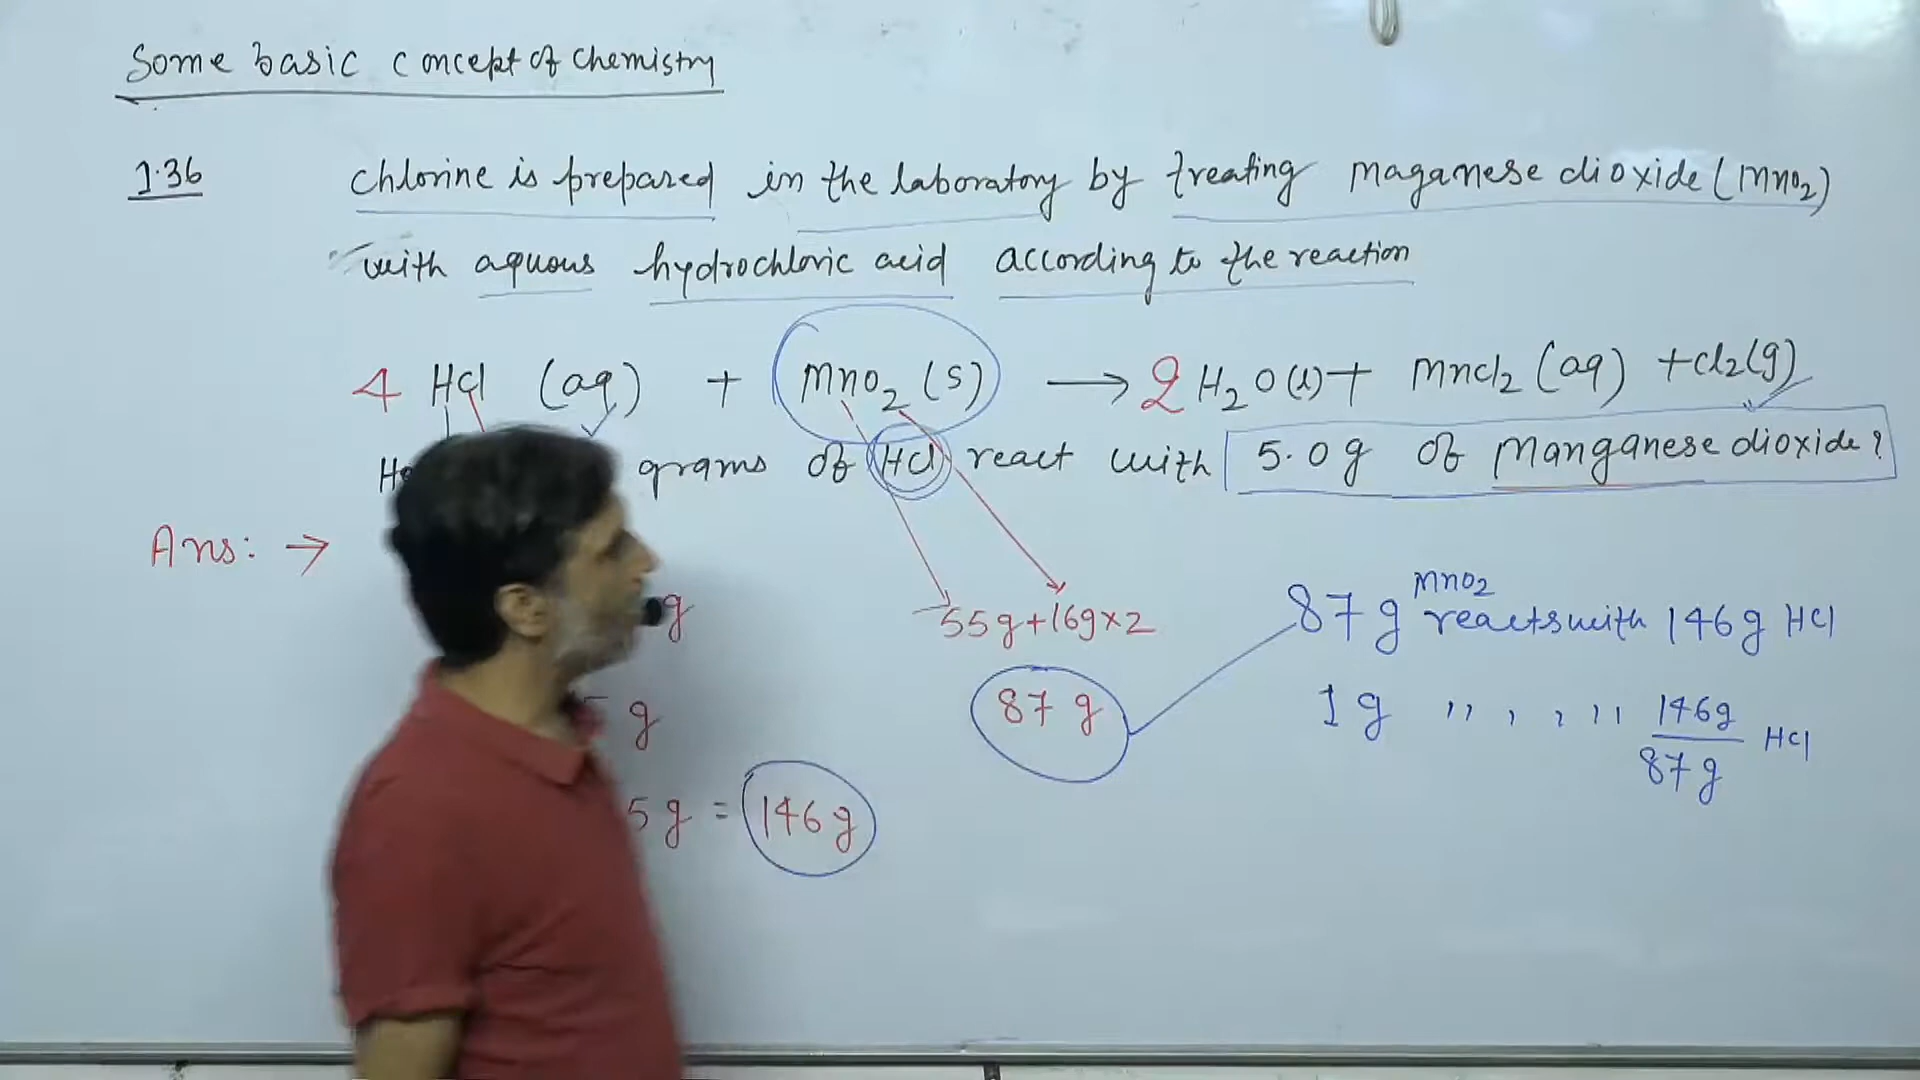 Some basic concept of chemistry
1.36 chlorine is prepared in the laboratory by treating maganese dioxide (MnO₂)
with aquous hydrochloric acid according to the reaction
4 HCl (aq) + MnO₂ (s) → 2 H₂O (l) + MnCl₂ (aq) + Cl₂(g)
grams of HCl react with 5.0 g of Manganese dioxide?
Ans: →
g
55g+16g×2
87 g MnO₂ reacts with 146 g HCl
5 g
87 g
1 g ,, , , ,, 146g/87g HCl
5 g = 146 g